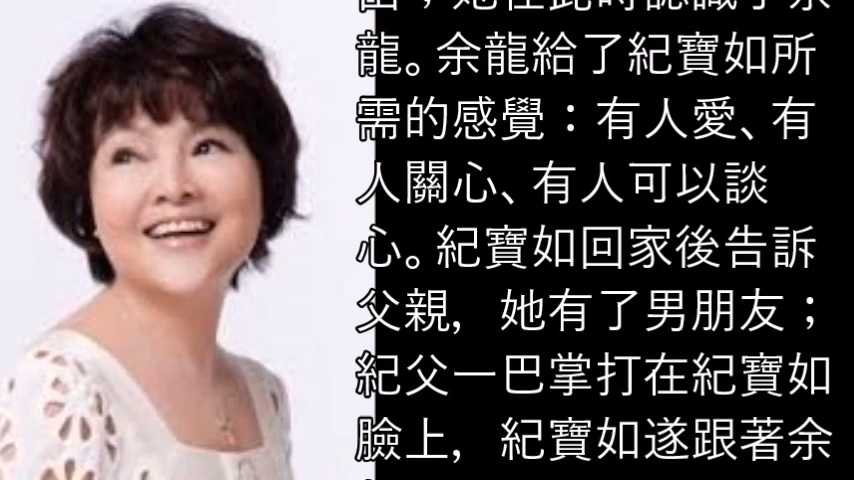 龍。余龍給了紀寶如所
需的感覺：有人愛、有
人關心、有人可以談
心。紀寶如回家後告訴
父親，她有了男朋友；
紀父一巴掌打在紀寶如
臉上，紀寶如遂跟著余